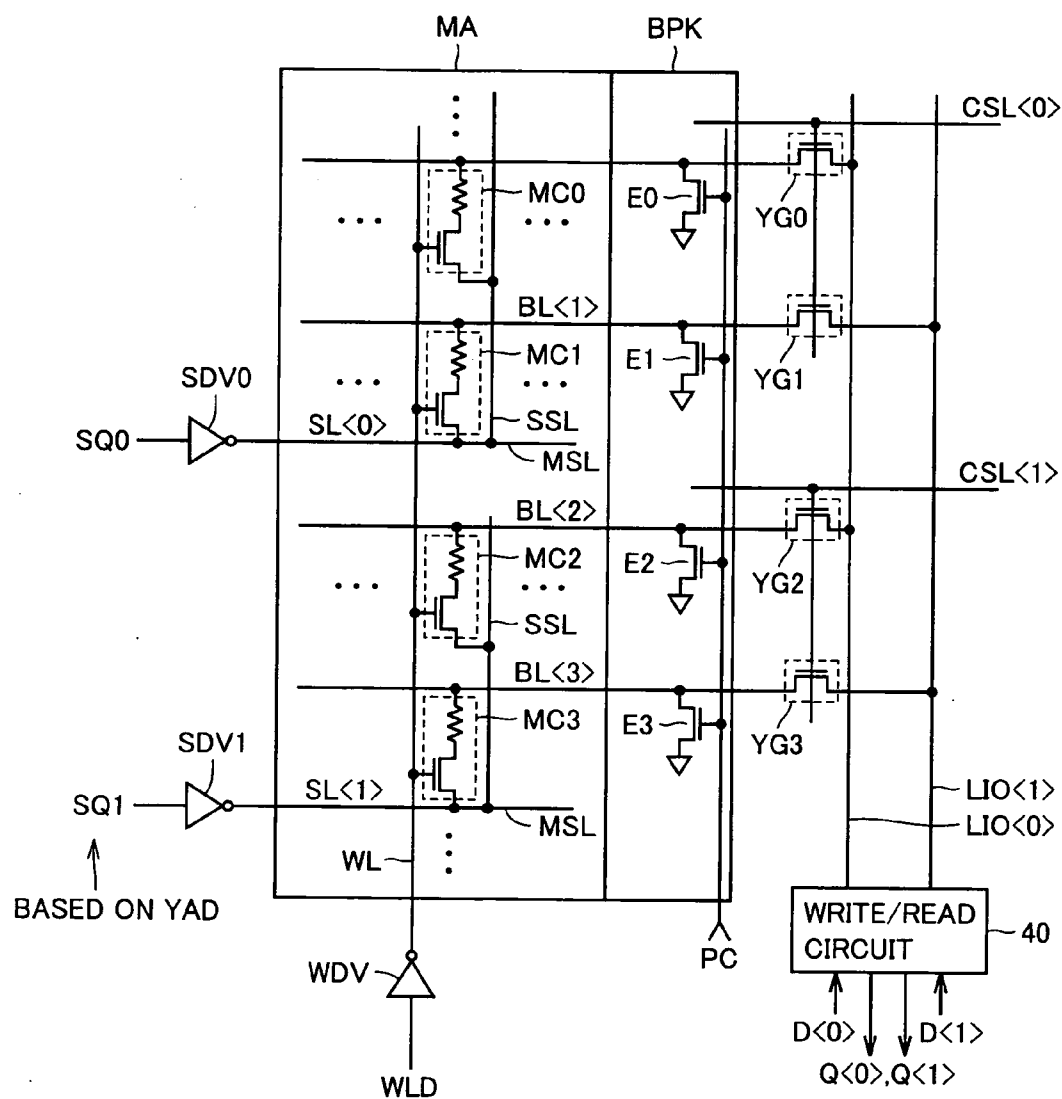 MA
BPK
CSL<0>
MC0
E0
YG0
BL<1>
MC1
E1
YG1
SDV0
SL<0>
SSL
SQ0
MSL
CSL<1>
BL<2>
MC2
E2
YG2
SSL
BL<3>
MC3
E3
YG3
SDV1
SL<1>
SQ1
MSL
LIO<1>
LIO<0>
WL
BASED ON YAD
WRITE/READ
CIRCUIT
40
WDV
PC
D<0>
D<1>
Q<0>,Q<1>
WLD